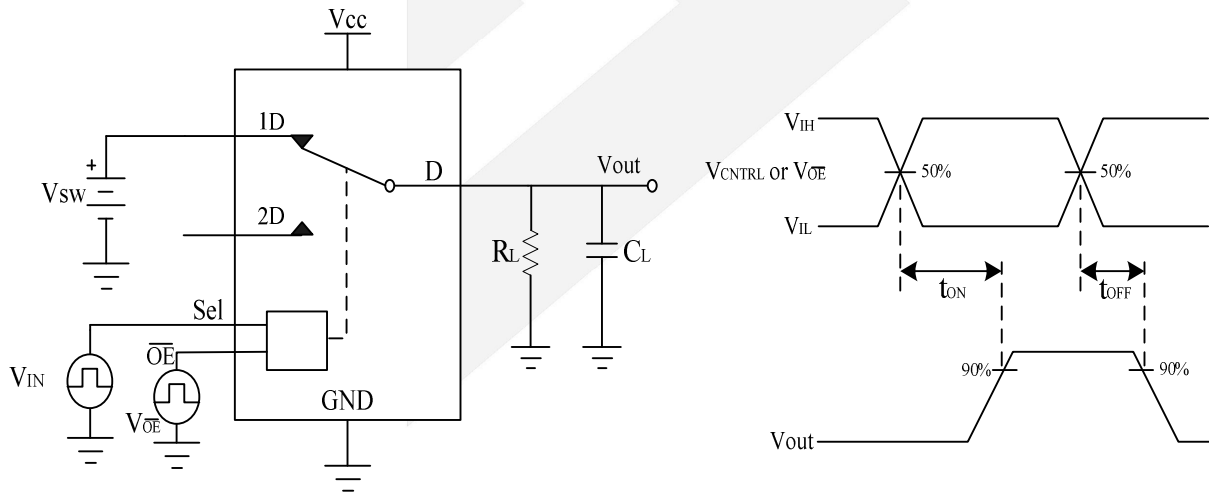 Vcc
1D
+
Vsw
D
Vout
2D
RL
CL
Sel
OE
VIN
VOE
GND
VIH
VCNTRL or VOE
50%
50%
VIL
tON
tOFF
90%
90%
Vout